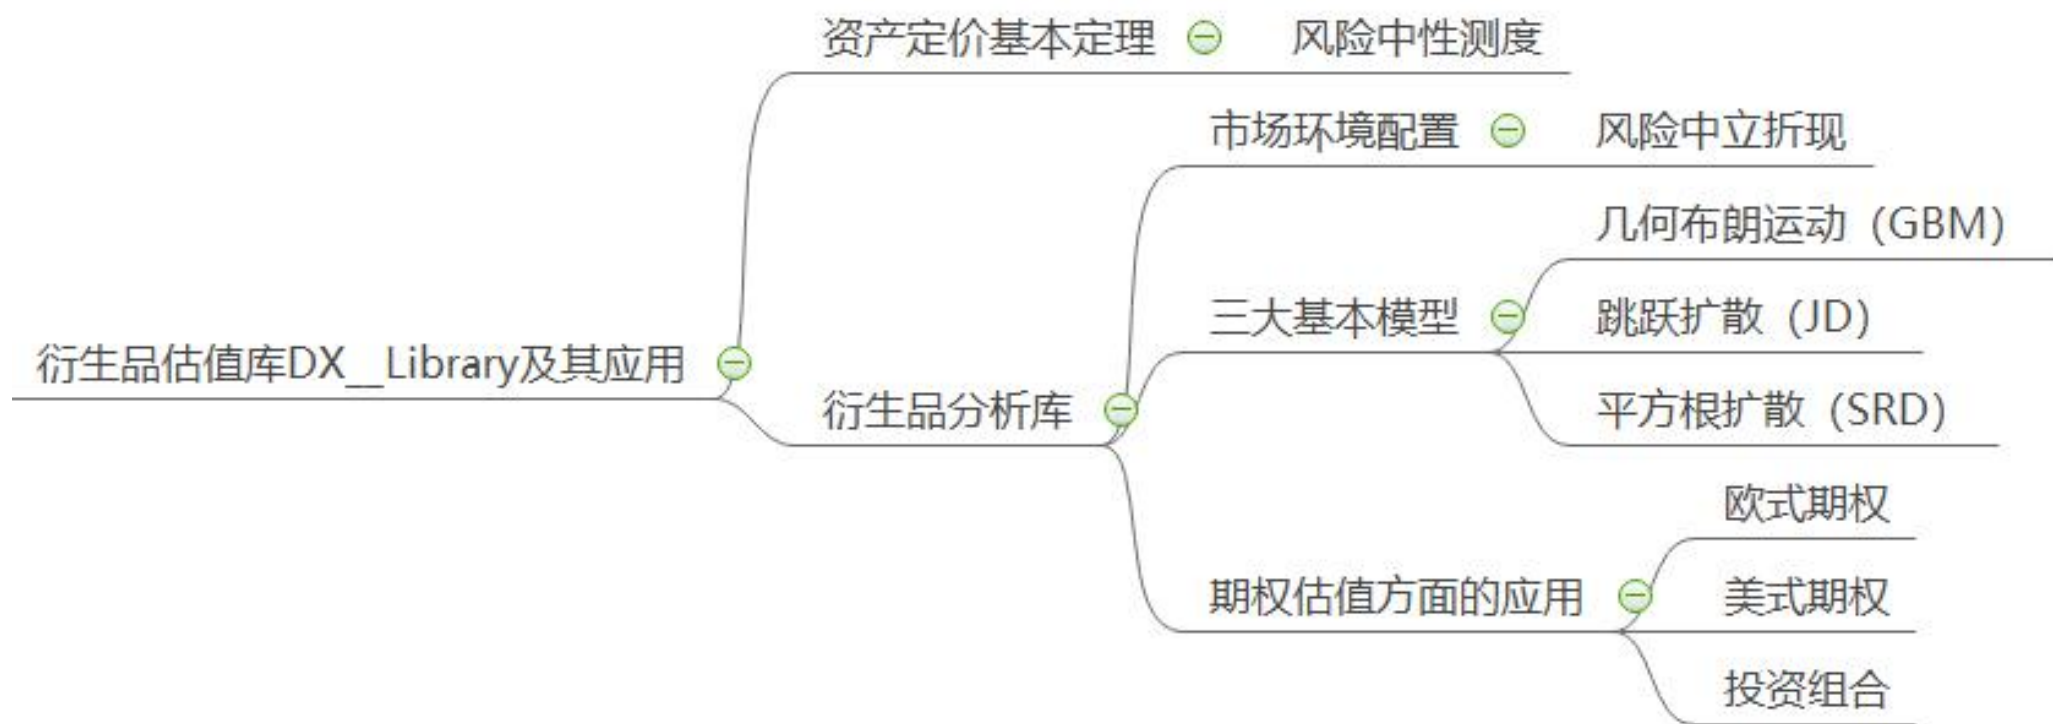 资产定价基本定理 风险中性测度
市场环境配置 风险中立折现
几何布朗运动（GBM）
三大基本模型 跳跃扩散（JD）
衍生品估值库DX__Library及其应用
衍生品分析库 平方根扩散（SRD）
欧式期权
期权估值方面的应用 美式期权
投资组合